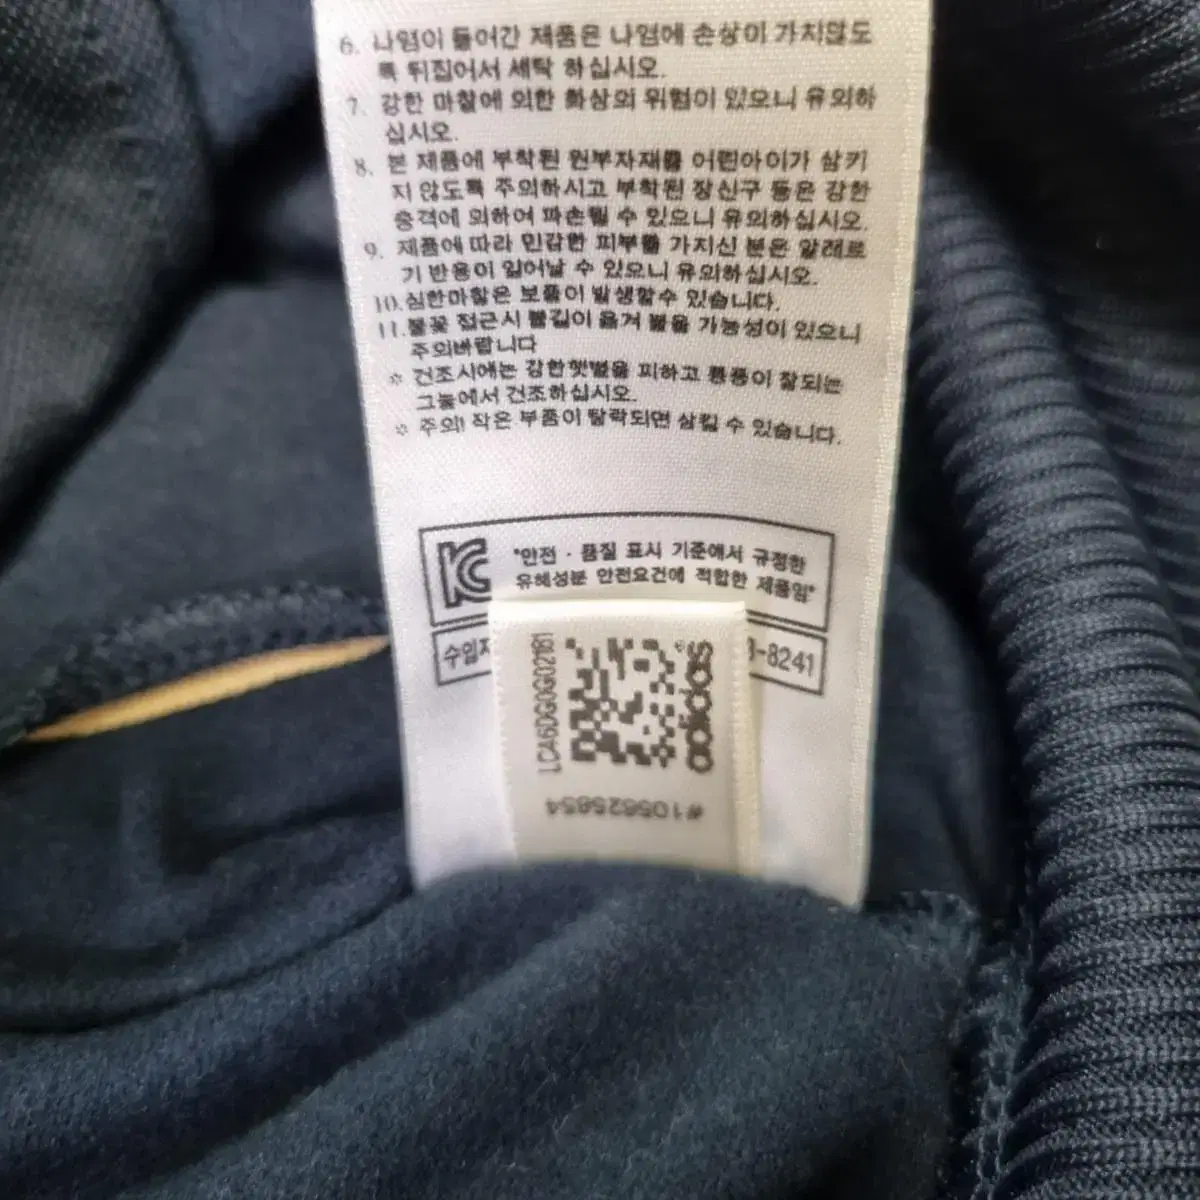 6. 나염이 들어간 제품은 나염에 손상이 가지않도
록 뒤집어서 세탁 하십시오.
7. 강한 마찰에 의한 화상의 위험이 있으니 유의하
십시오.
8. 본 제품에 부착된 원부자재를 어린아이가 삼키
지 않도록 주의하시고 부착된 장신구 등은 강한
충격에 의하여 파손될 수 있으니 유의하십시오.
9. 제품에 따라 민감한 피부를 가지신 분은 알레르
기 반응이 일어날 수 있으니 유의하십시오.
10.심한마찰은 보풀이 발생할수 있습니다.
11.불꽃 접근시 불길이 옮겨 붙을 가능성이 있으니
주의바랍니다
※ 건조시에는 강한햇볕을 피하고 통풍이 잘되는
그늘에서 건조하십시오.
※ 주의! 작은 부품이 탈락되면 삼킬 수 있습니다.
KC
"안전 · 품질 표시 기준에서 규정한
유해성분 안전요건에 적합한 제품임"
수입
-8241
LCA6DG0G02181
adidas
#105625854